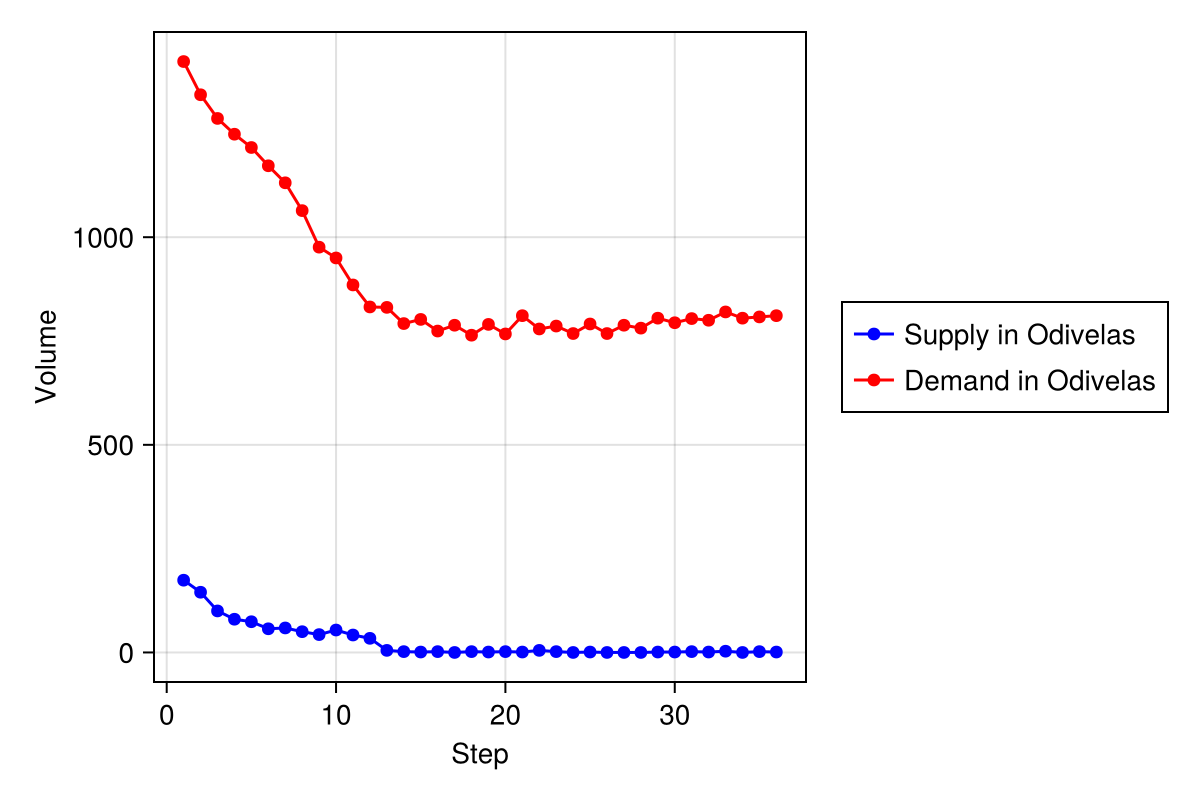 1000
500
0
Volume
0 10 20 30
Step
Supply in Odivelas
Demand in Odivelas